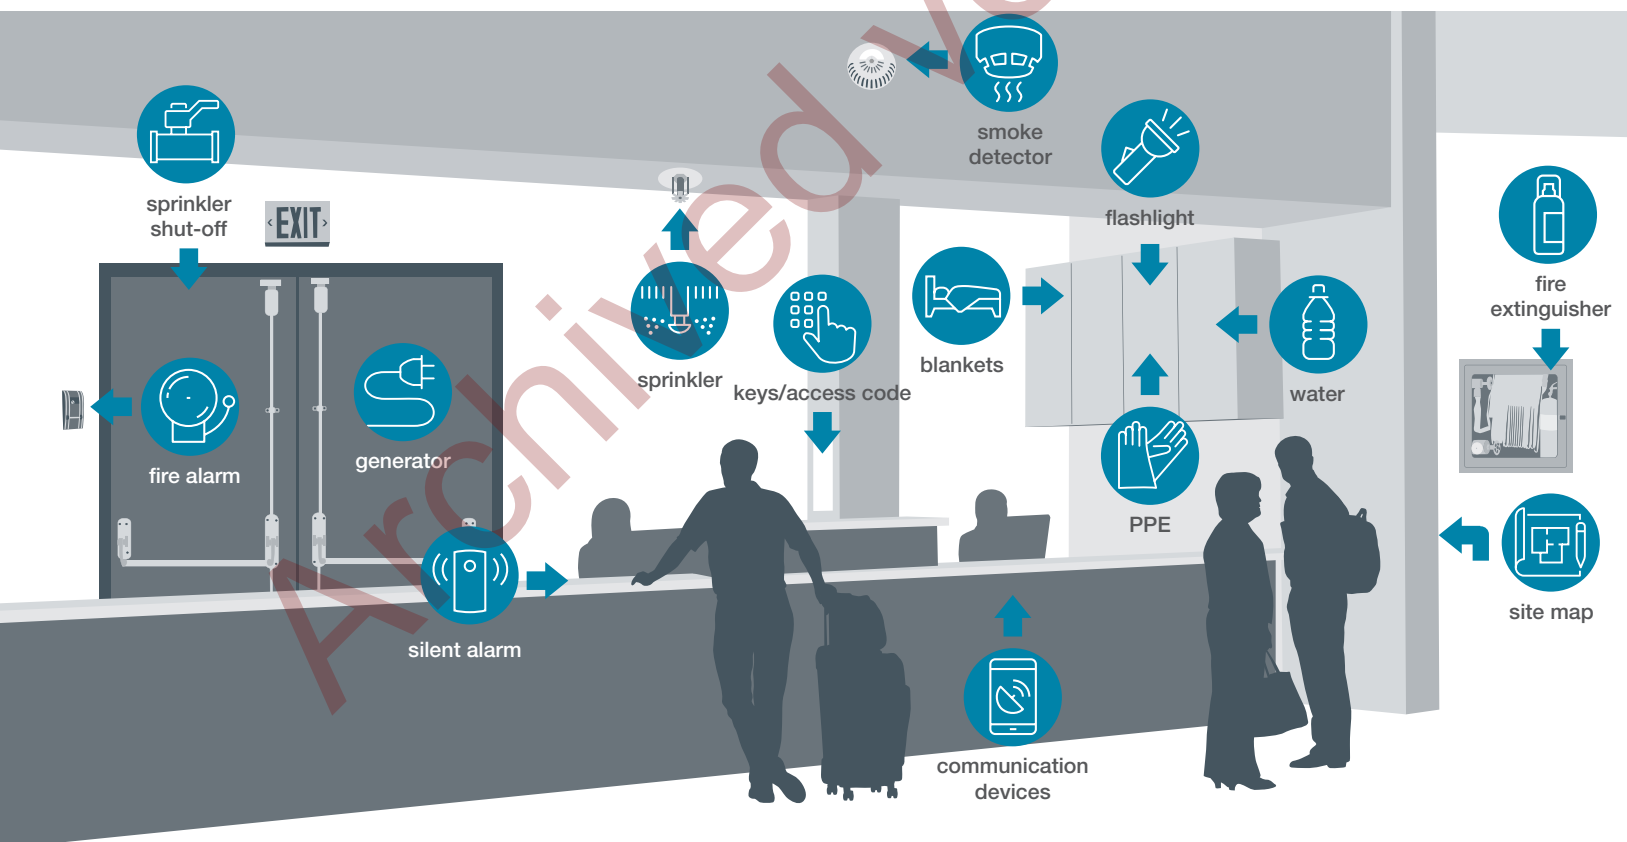 smoke
detector
sprinkler
shut-off
‹EXIT›
flashlight
fire
extinguisher
blankets
sprinkler
keys/access code
water
fire alarm
generator
PPE
silent alarm
site map
communication
devices
Archived